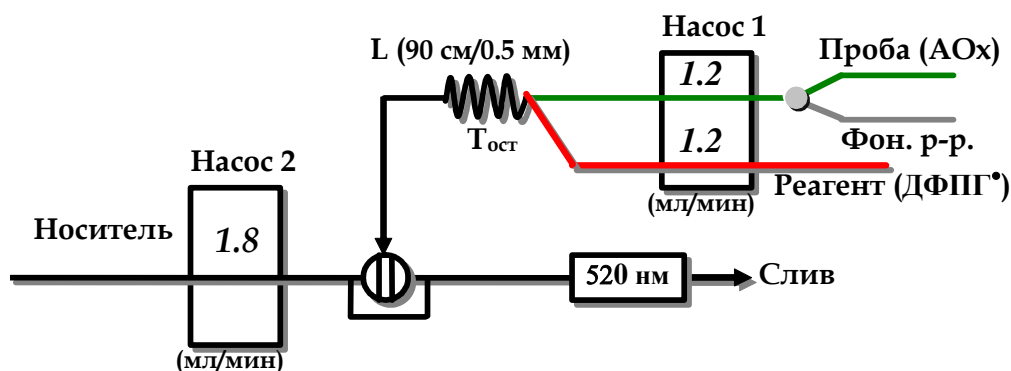 Насос 1
L (90 см/0.5 мм)
Проба (АОх)
1.2
Tост
1.2
Фон. р-р.
Насос 2
Реагент (ДФПГ•)
(мл/мин)
Носитель
1.8
520 нм
Слив
(мл/мин)